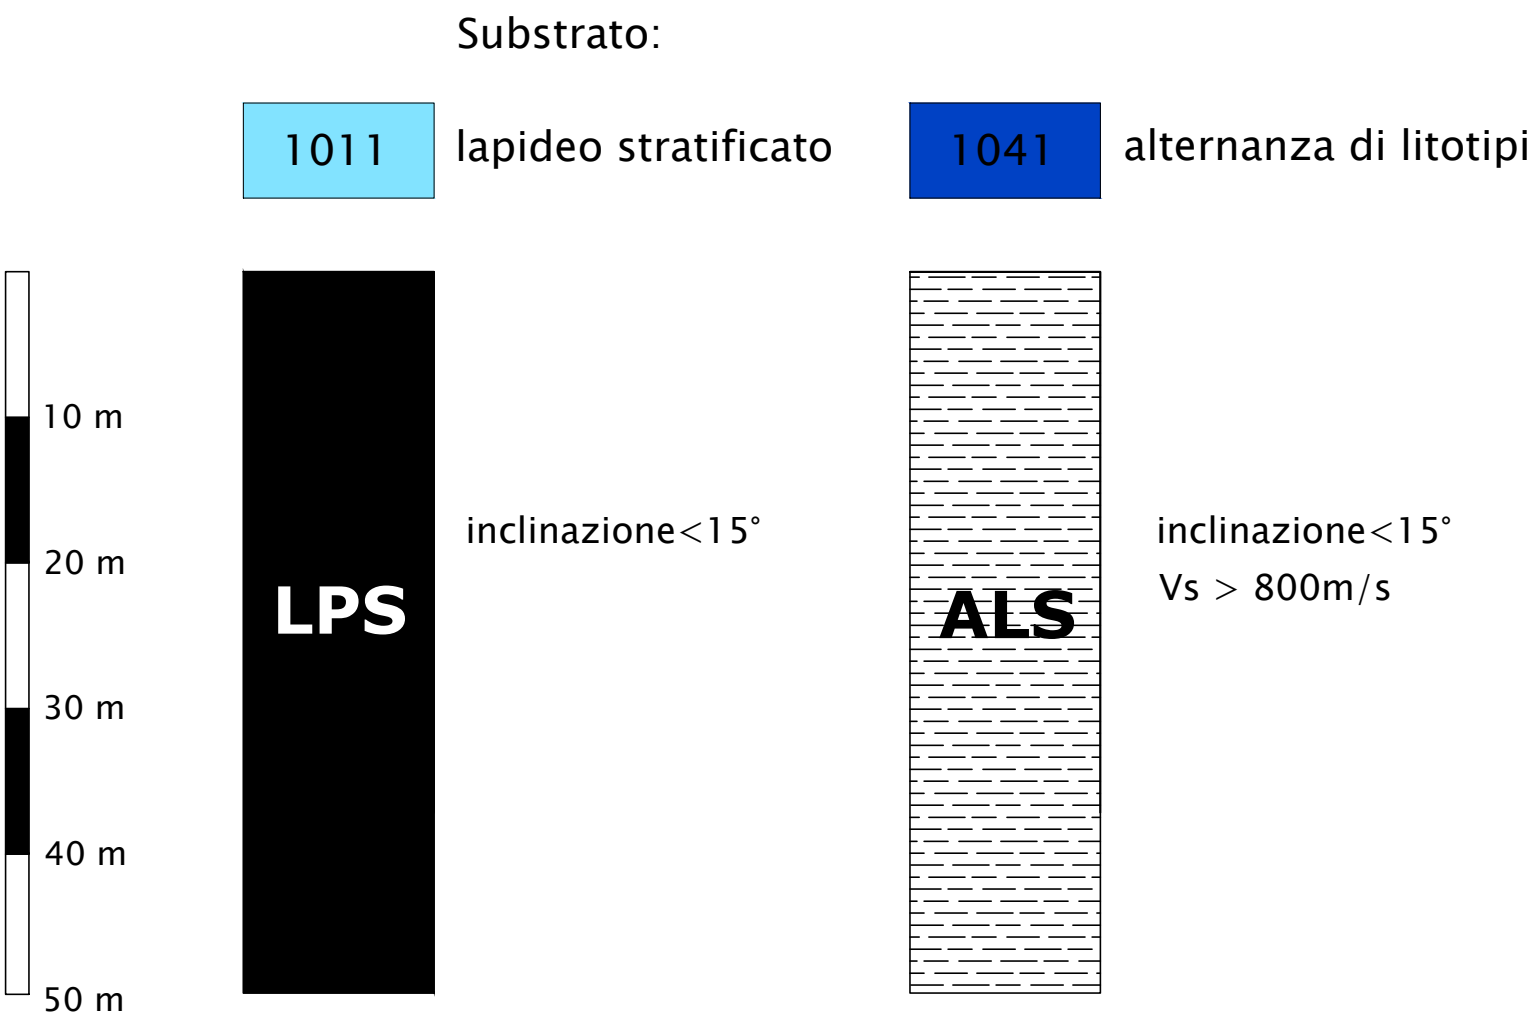 Substrato:
1011 lapideo stratificato
1041 alternanza di litotipi
10 m
20 m
30 m
40 m
50 m
LPS
inclinazione<15°
ALS
inclinazione<15°
Vs > 800m/s